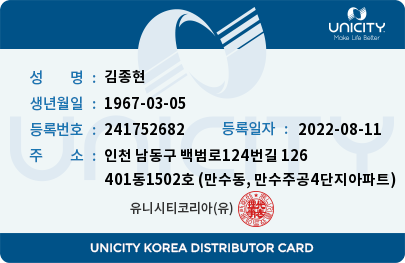 UNICITY
Make Life Better
성 명 : 김종현
생년월일 : 1967-03-05
등록번호 : 241752682 등록일자 : 2022-08-11
주 소 : 인천 남동구 백범로124번길 126
401동1502호 (만수동, 만수주공4단지아파트)
유니시티코리아(유)
UNICITY KOREA DISTRIBUTOR CARD
UNICITY